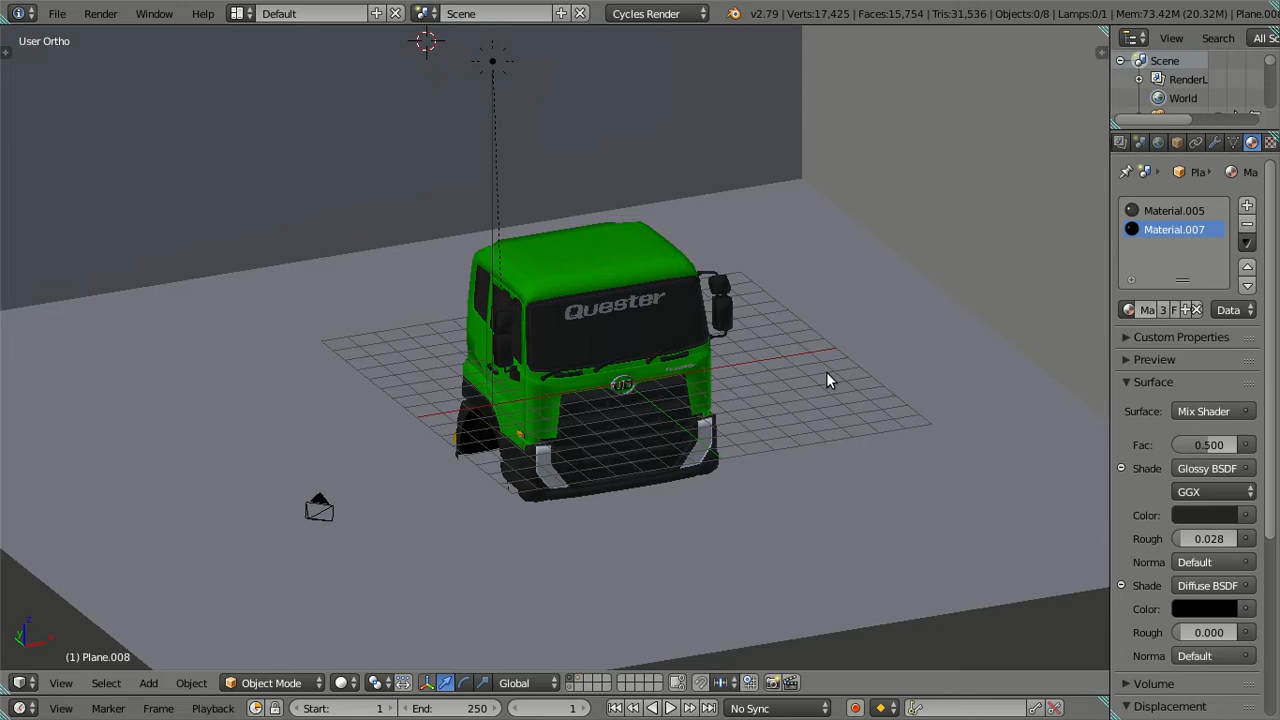 File Render Window Help Default Scene Cycles Render v2.79 | Verts:17,425 | Faces:15,754 | Tris:31,536 | Objects:0/8 | Lamps:0/1 | Mem:73.42M (20.32M) | Plane.008
User Ortho
View Search All Sc
Scene
RenderL
World
Pla Ma
Material.005
Material.007
Ma 3 F Data
Custom Properties
Preview
Surface
Surface: Mix Shader
Fac: 0.500
Shade Glossy BSDF
GGX
Color:
Rough 0.028
Norma Default
Shade Diffuse BSDF
Color:
Rough 0.000
Norma Default
Volume
Displacement
Quester
(1) Plane.008
View Select Add Object Object Mode Global
View Marker Frame Playback Start: 1 End: 250 1 No Sync